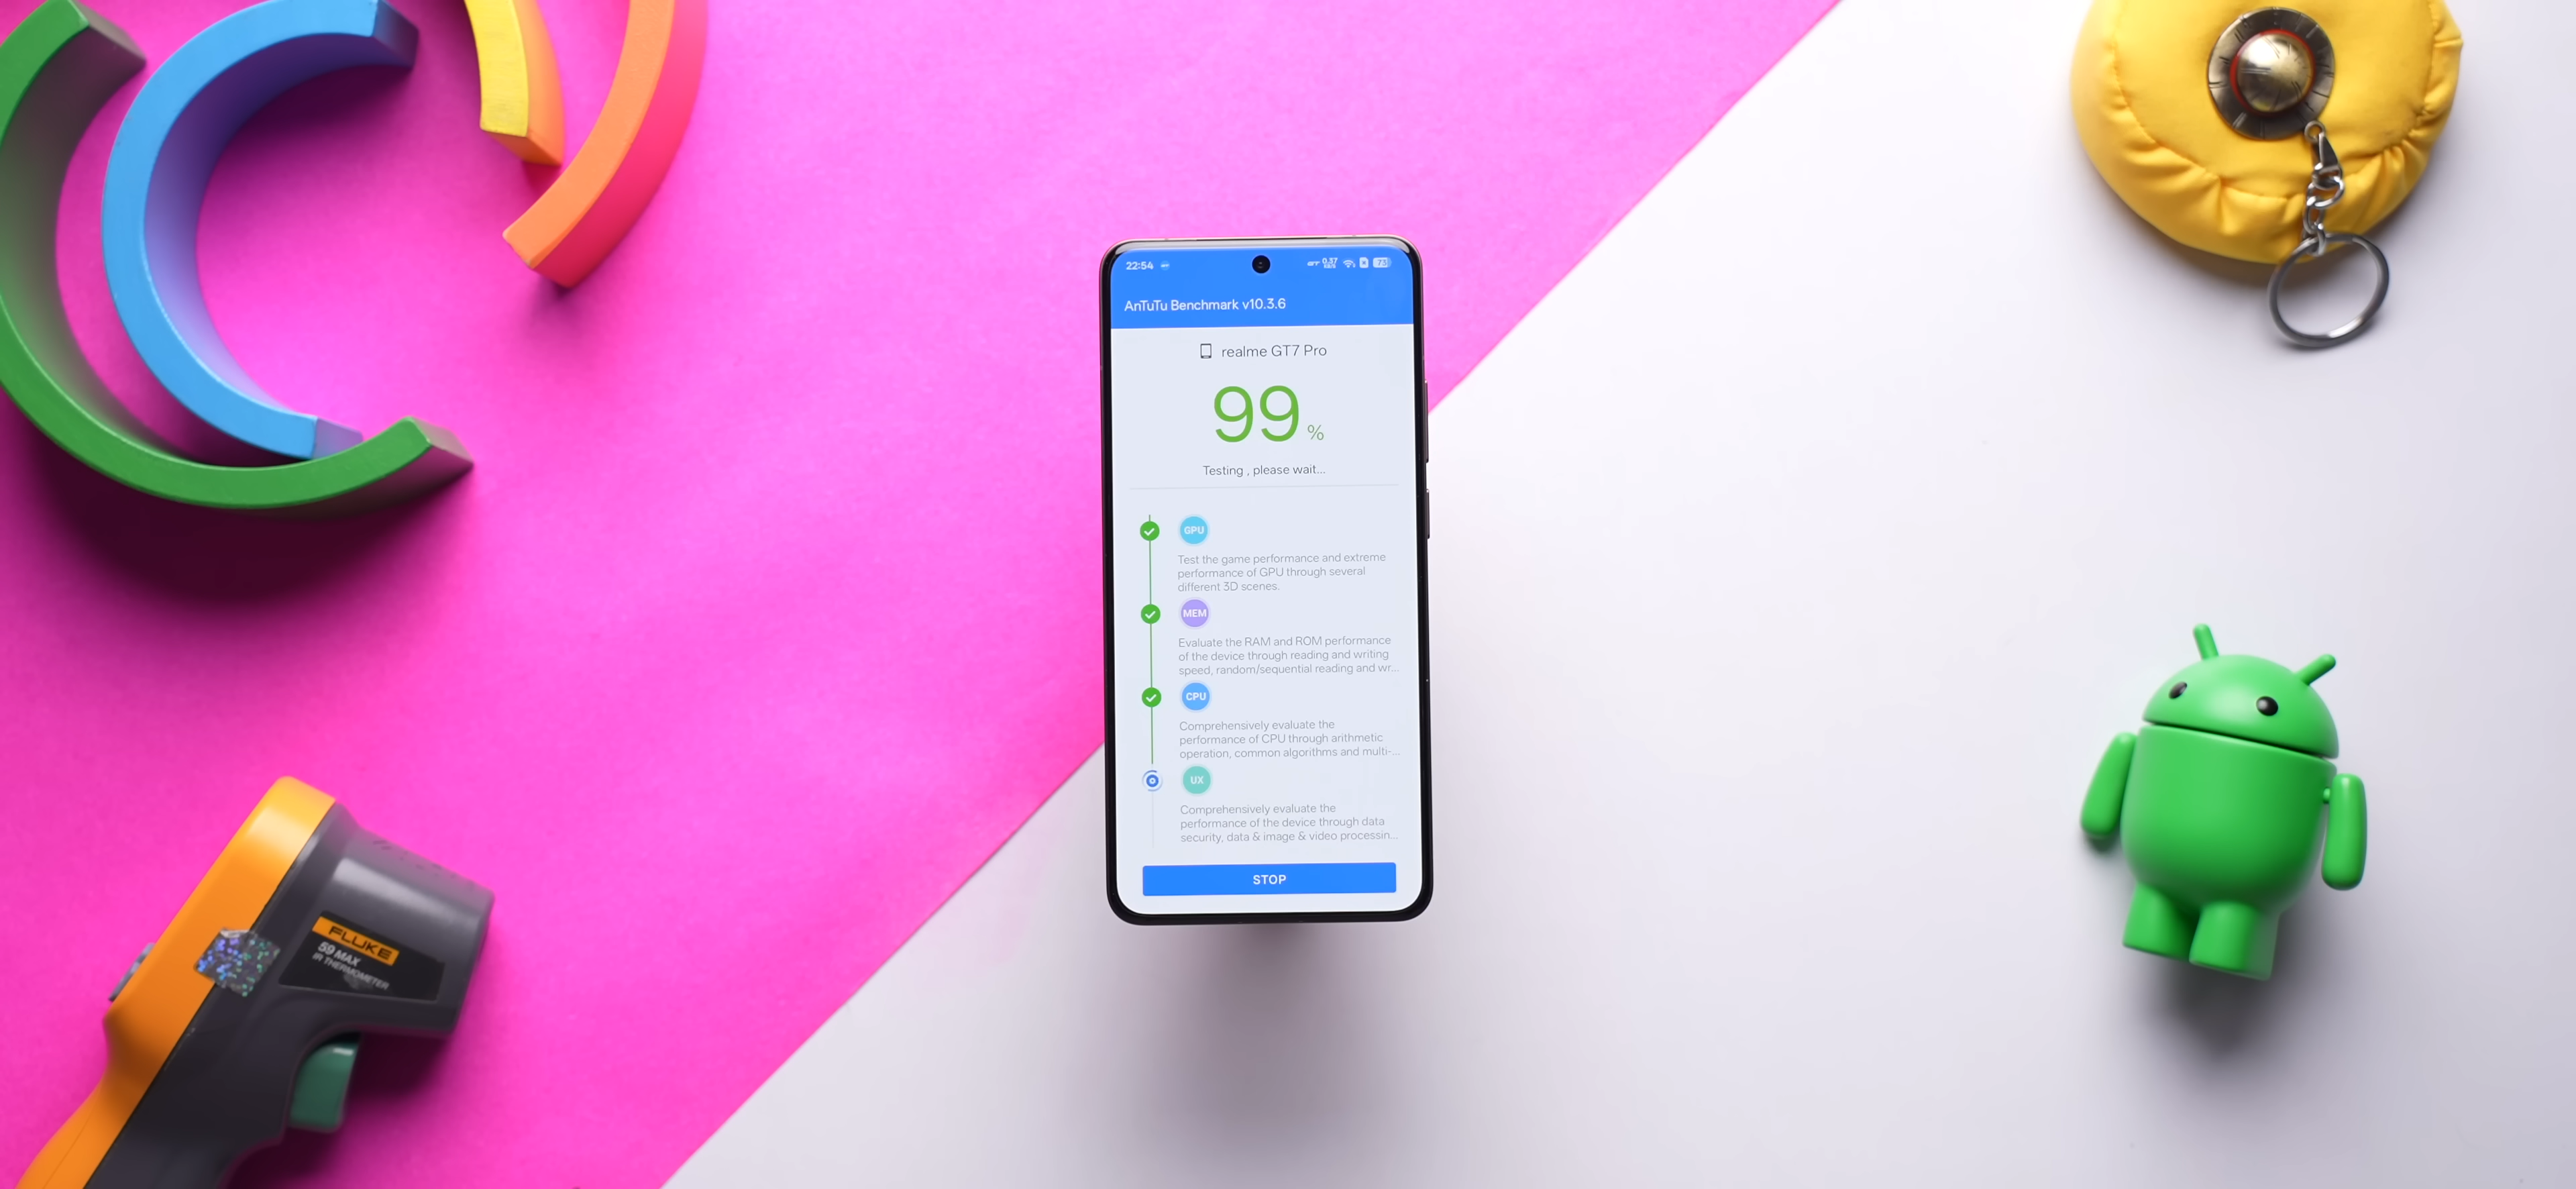 22:54
0.37
73
AnTuTu Benchmark v10.3.6
realme GT7 Pro
99 %
Testing , please wait...
GPU
Test the game performance and extreme
performance of GPU through several
different 3D scenes.
MEM
Evaluate the RAM and ROM performance
of the device through reading and writing
speed, random/sequential reading and wr...
CPU
Comprehensively evaluate the
performance of CPU through arithmetic
operation, common algorithms and multi-...
UX
Comprehensively evaluate the
performance of the device through data
security, data & image & video processin...
STOP
FLUKE
59 MAX
IR THERMOMETER